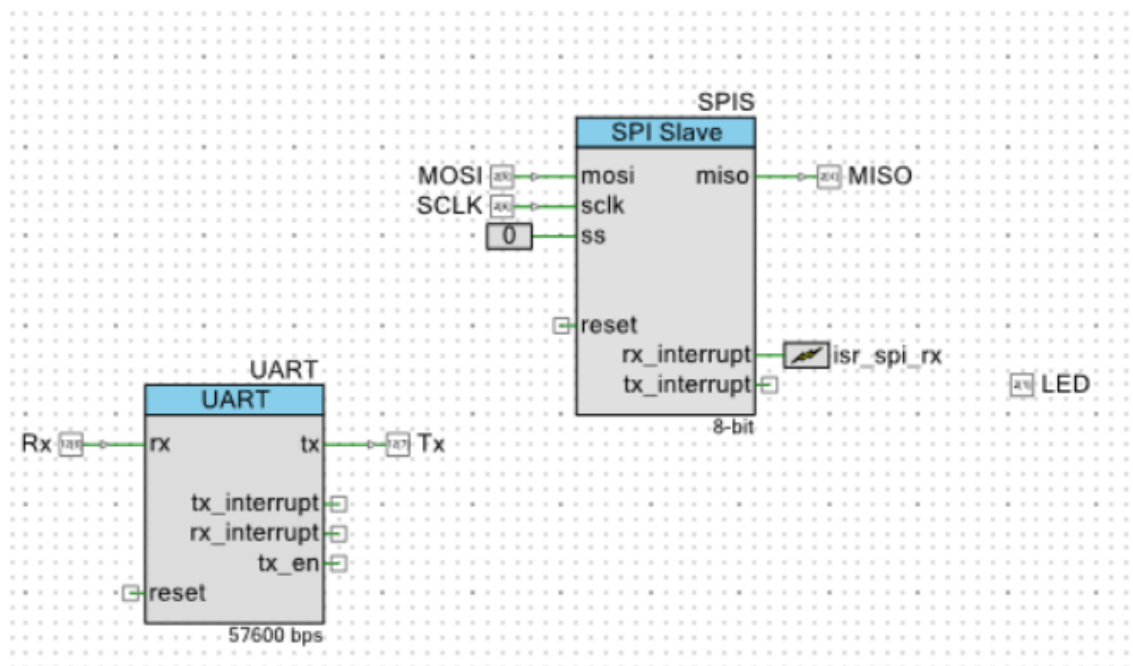 SPIS
SPI Slave
MOSI mosi miso MISO
SCLK sclk
0 ss
reset
rx_interrupt isr_spi_rx
tx_interrupt LED
8-bit
UART
UART
Rx rx tx Tx
tx_interrupt
rx_interrupt
tx_en
reset
57600 bps